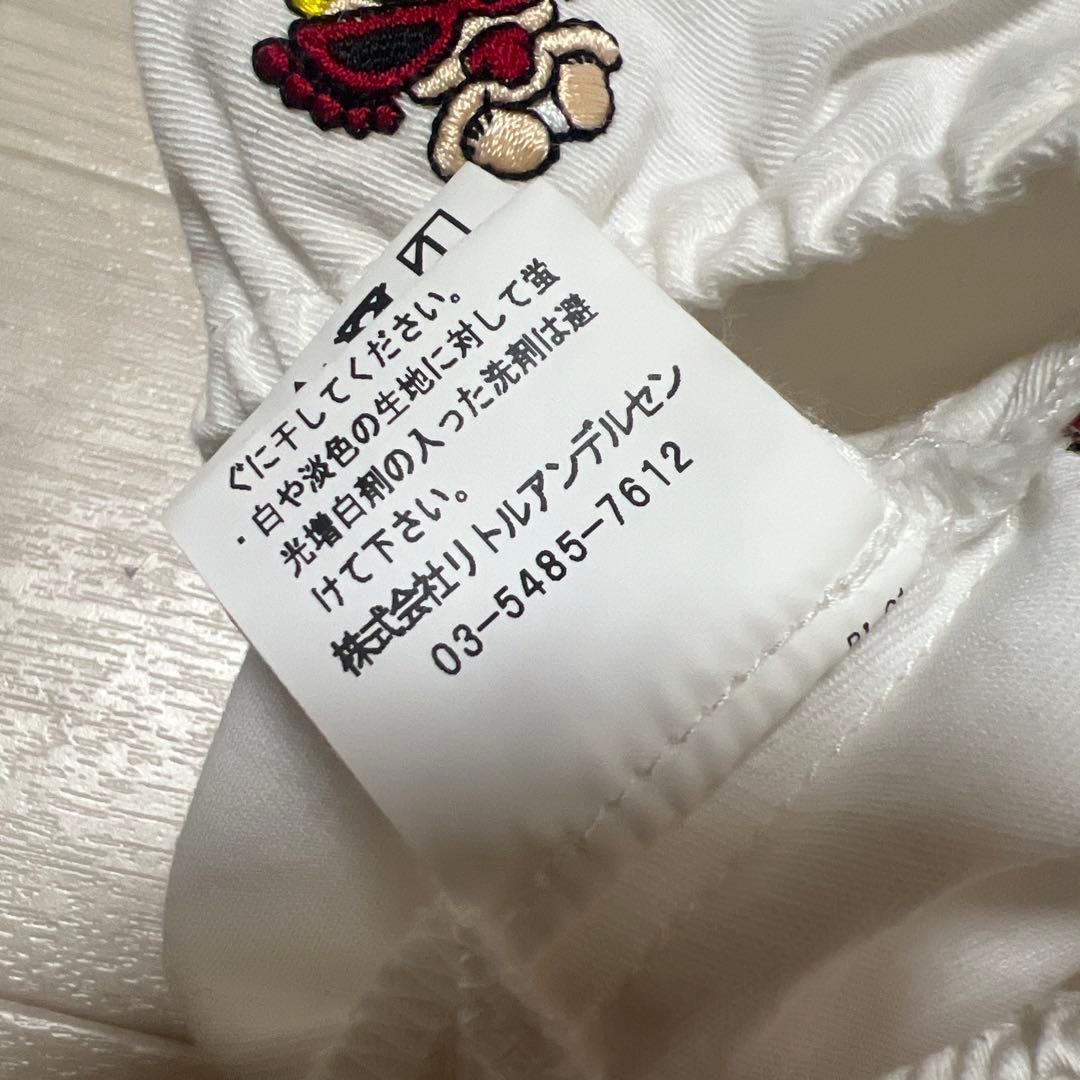 ぐに干してください。
・白や淡色の生地に対して蛍
光増白剤の入った洗剤は避
けて下さい。
株式会社リトルアンデルセン
03-5485-7612